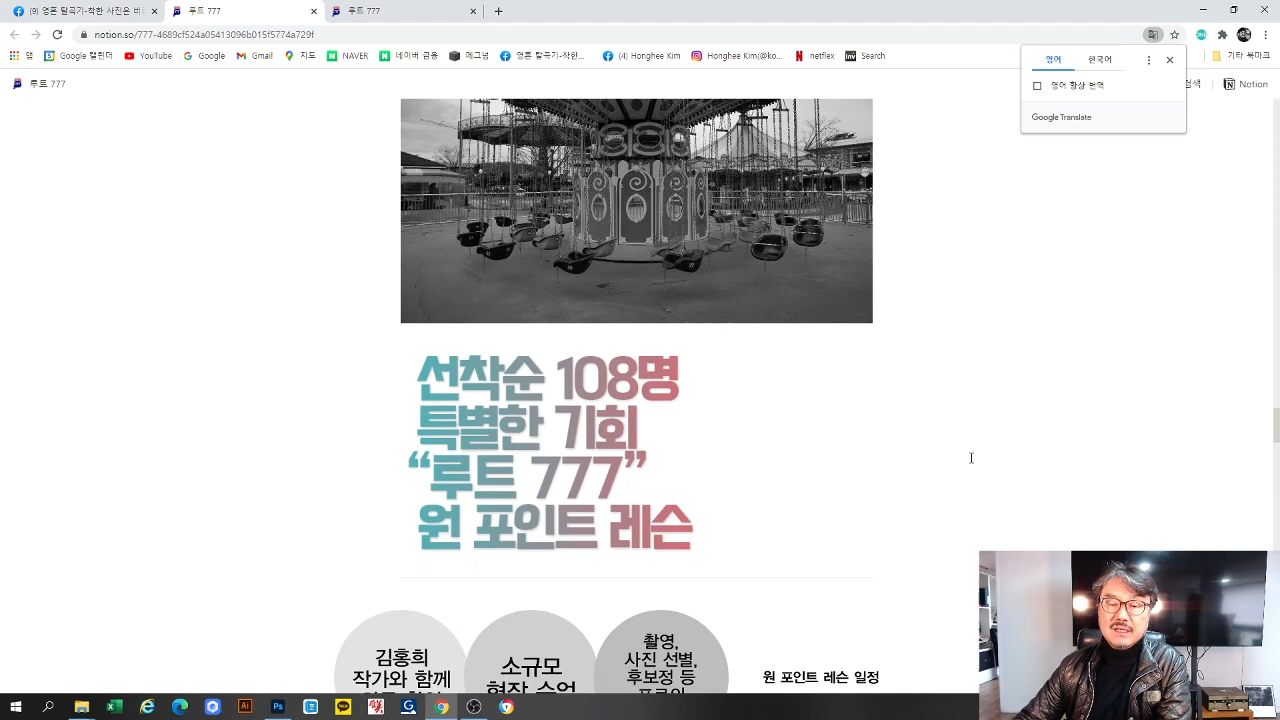 (9) 영혼 탈곡기-착한 사진은 버
루트 777
루트 777
notion.so/777-4689cf524a05413096b015f5774a729f
앱
Google 캘린더
YouTube
Google
Gmail
지도
NAVER
네이버 금융
메그넘
영혼 탈곡기-착한...
(4) Honghee Kim
Honghee Kim(@ko...
netflix
Search
기타 북마크
루트 777
검색
Notion
영어
한국어
영어 항상 번역
Google Translate
선착순 108명
특별한 기회
“루트 777”
원 포인트 레슨
김홍희
작가와 함께
소규모
현장 수업
촬영,
사진 선별,
후보정 등
원 포인트 레슨 일정